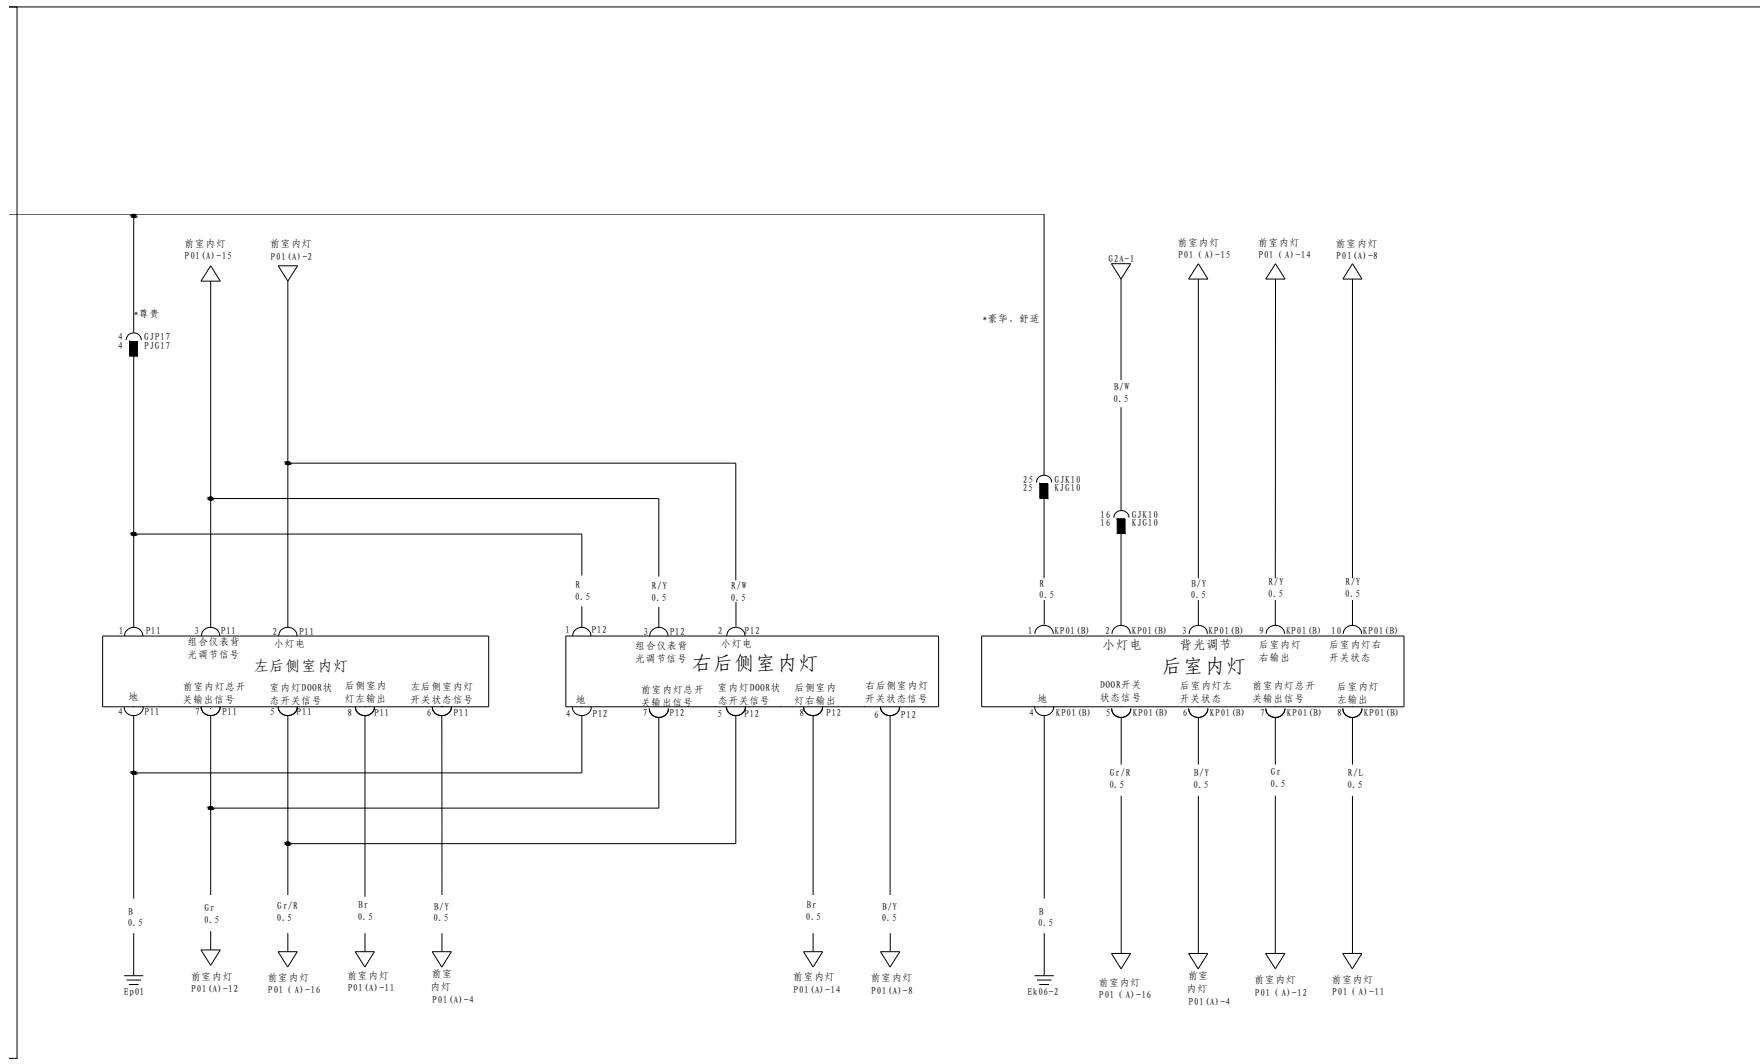 前室内灯
P01(A)-15
前室内灯
P01(A)-2
前室内灯
P01 (A)-15
前室内灯
P01 (A)-14
前室内灯
P01(A)-8
G2A-1
*尊贵
*豪华、舒适
4 GJP17
4 PJG17
B/W
0.5
25 GJK10
25 KJG10
16 GJK10
16 KJG10
R
0.5
R/Y
0.5
R/W
0.5
R
0.5
B/Y
0.5
R/Y
0.5
R/Y
0.5
1 P11
3 P11
2 P11
组合仪表背
光调节信号
小灯电
左后侧室内灯
地
前室内灯总开
关输出信号
室内灯DOOR状
态开关信号
后侧室内
灯左输出
左后侧室内灯
开关状态信号
4 P11
7 P11
5 P11
8 P11
6 P11
1 P12
3 P12
2 P12
组合仪表背
光调节信号
小灯电
右后侧室内灯
地
前室内灯总开
关输出信号
室内灯DOOR状
态开关信号
后侧室内
灯右输出
右后侧室内灯
开关状态信号
4 P12
7 P12
5 P12
8 P12
6 P12
1 KP01(B)
2 KP01(B)
3 KP01(B)
9 KP01(B)
10 KP01(B)
小灯电
背光调节
后室内灯
右输出
后室内灯右
开关状态
后室内灯
地
DOOR开关
状态信号
后室内灯左
开关状态
前室内灯总开
关输出信号
后室内灯
左输出
4 KP01(B)
5 KP01(B)
6 KP01(B)
7 KP01(B)
8 KP01(B)
Gr/R
0.5
B/Y
0.5
Gr
0.5
R/L
0.5
B
0.5
Gr
0.5
Gr/R
0.5
Br
0.5
B/Y
0.5
Br
0.5
B/Y
0.5
B
0.5
Ep01
前室内灯
P01(A)-12
前室内灯
P01 (A)-16
前室内灯
P01(A)-11
前室
内灯
P01(A)-4
前室内灯
P01(A)-14
前室内灯
P01(A)-8
Ek06-2
前室内灯
P01 (A)-16
前室
内灯
P01(A)-4
前室内灯
P01 (A)-12
前室内灯
P01 (A)-11